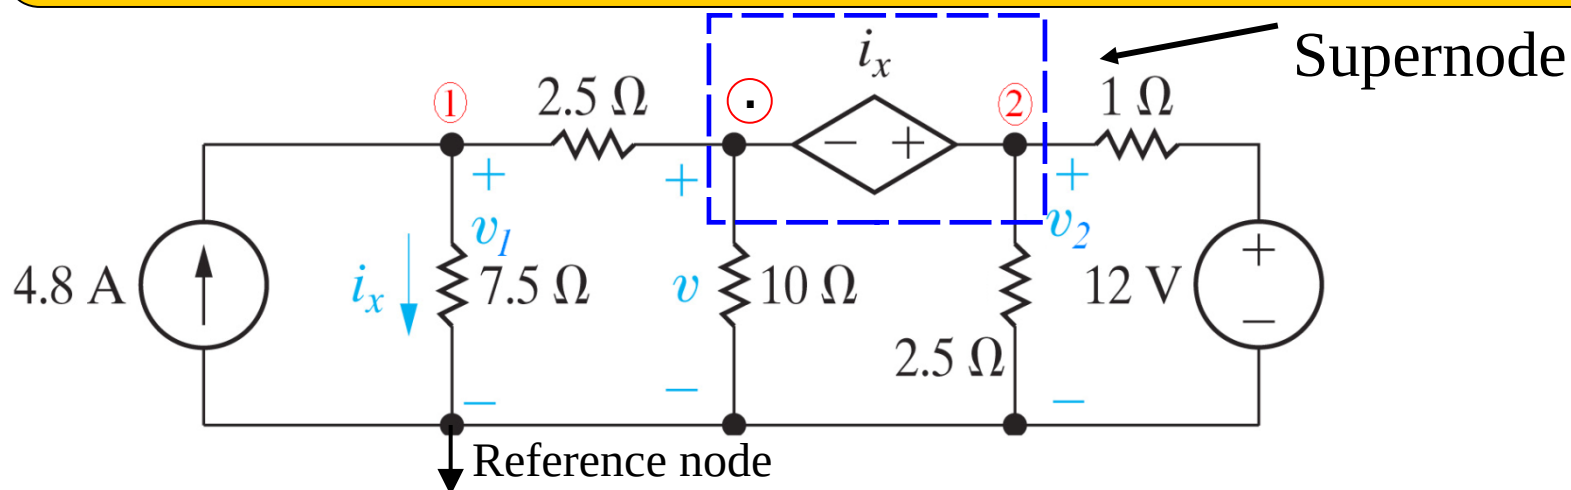 Supernode
i_x
① 2.5 Ω ⊙ ② 1 Ω
− +
+ + +
v_1 v_2
4.8 A i_x 7.5 Ω v 10 Ω 12 V + −
2.5 Ω
− − −
Reference node